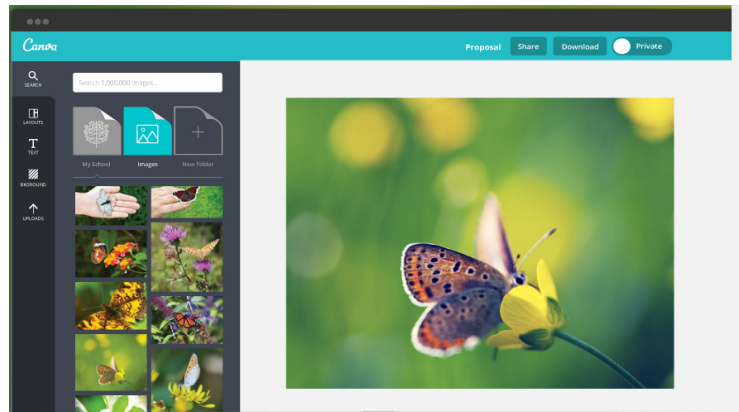 Canva
Proposal Share Download Private
SEARCH
Search 1,000,000 images...
LAYOUTS
TEXT
BKGROUND
UPLOADS
My School Images New Folder